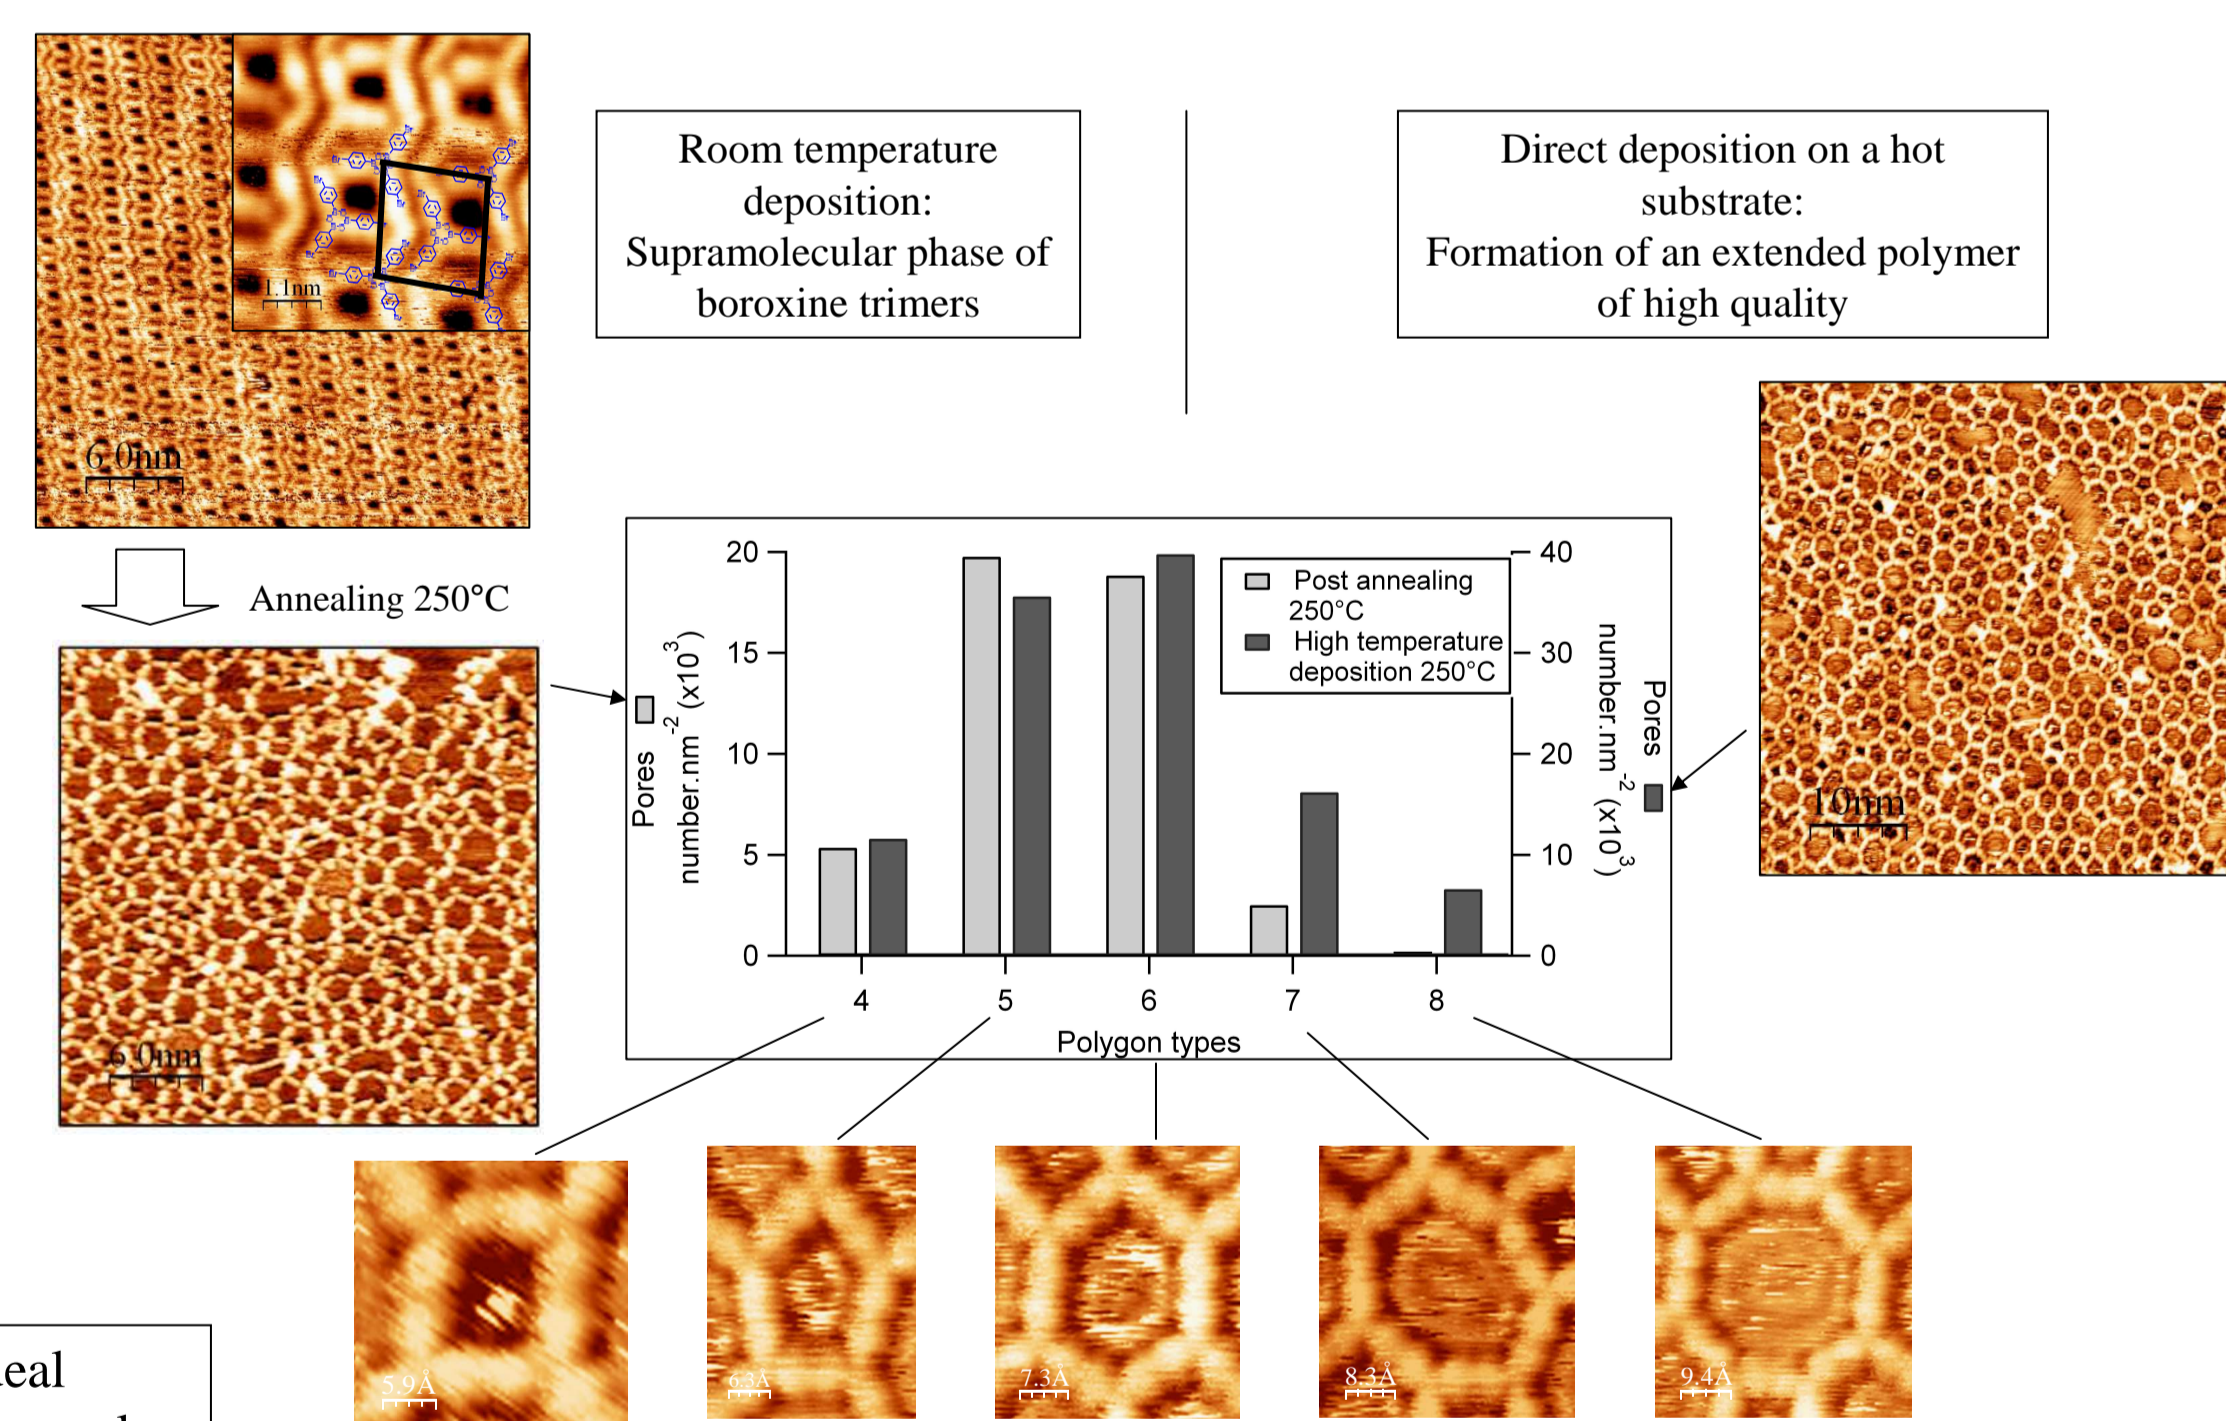 1.1nm
6.0nm
Room temperature
deposition:
Supramolecular phase of
boroxine trimers
Direct deposition on a hot
substrate:
Formation of an extended polymer
of high quality
Annealing 250°C
6.0nm
10nm
Pores
number.nm⁻² (x10³)
20
15
10
5
0
Post annealing
250°C
High temperature
deposition 250°C
40
30
20
10
0
Pores
number.nm⁻² (x10³)
4 5 6 7 8
Polygon types
5.9Å
6.3Å
7.3Å
8.3Å
9.4Å
eal